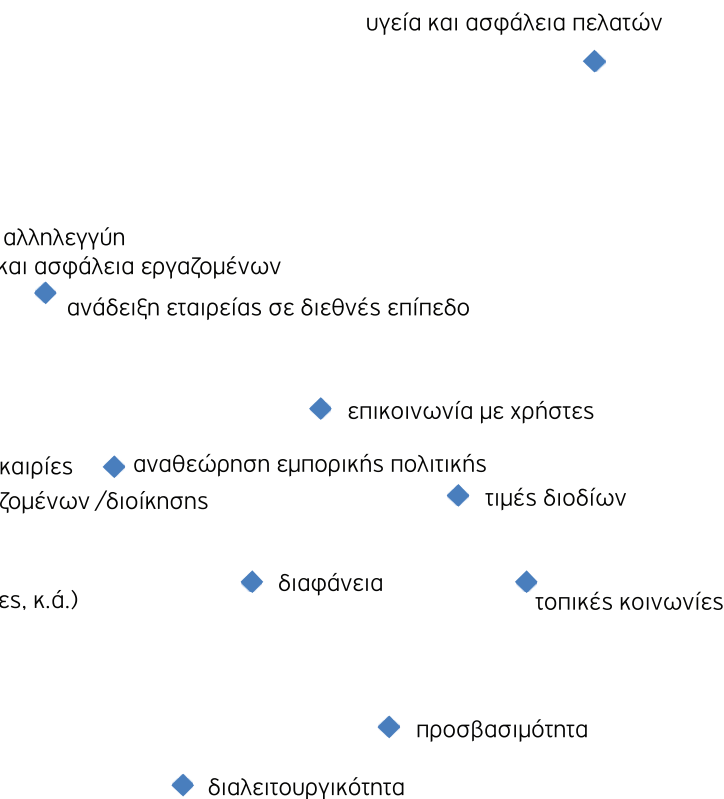 υγεία και ασφάλεια πελατών
αλληλεγγύη
και ασφάλεια εργαζομένων
ανάδειξη εταιρείας σε διεθνές επίπεδο
επικοινωνία με χρήστες
καιρίες
αναθεώρηση εμπορικής πολιτικής
ζομένων /διοίκησης
τιμές διοδίων
διαφάνεια
ες, κ.ά.)
τοπικές κοινωνίες
προσβασιμότητα
διαλειτουργικότητα